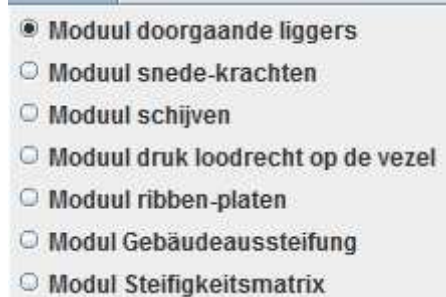 Moduul doorgaande liggers
Moduul snede-krachten
Moduul schijven
Moduul druk loodrecht op de vezel
Moduul ribben-platen
Modul Gebäudeaussteifung
Modul Steifigkeitsmatrix